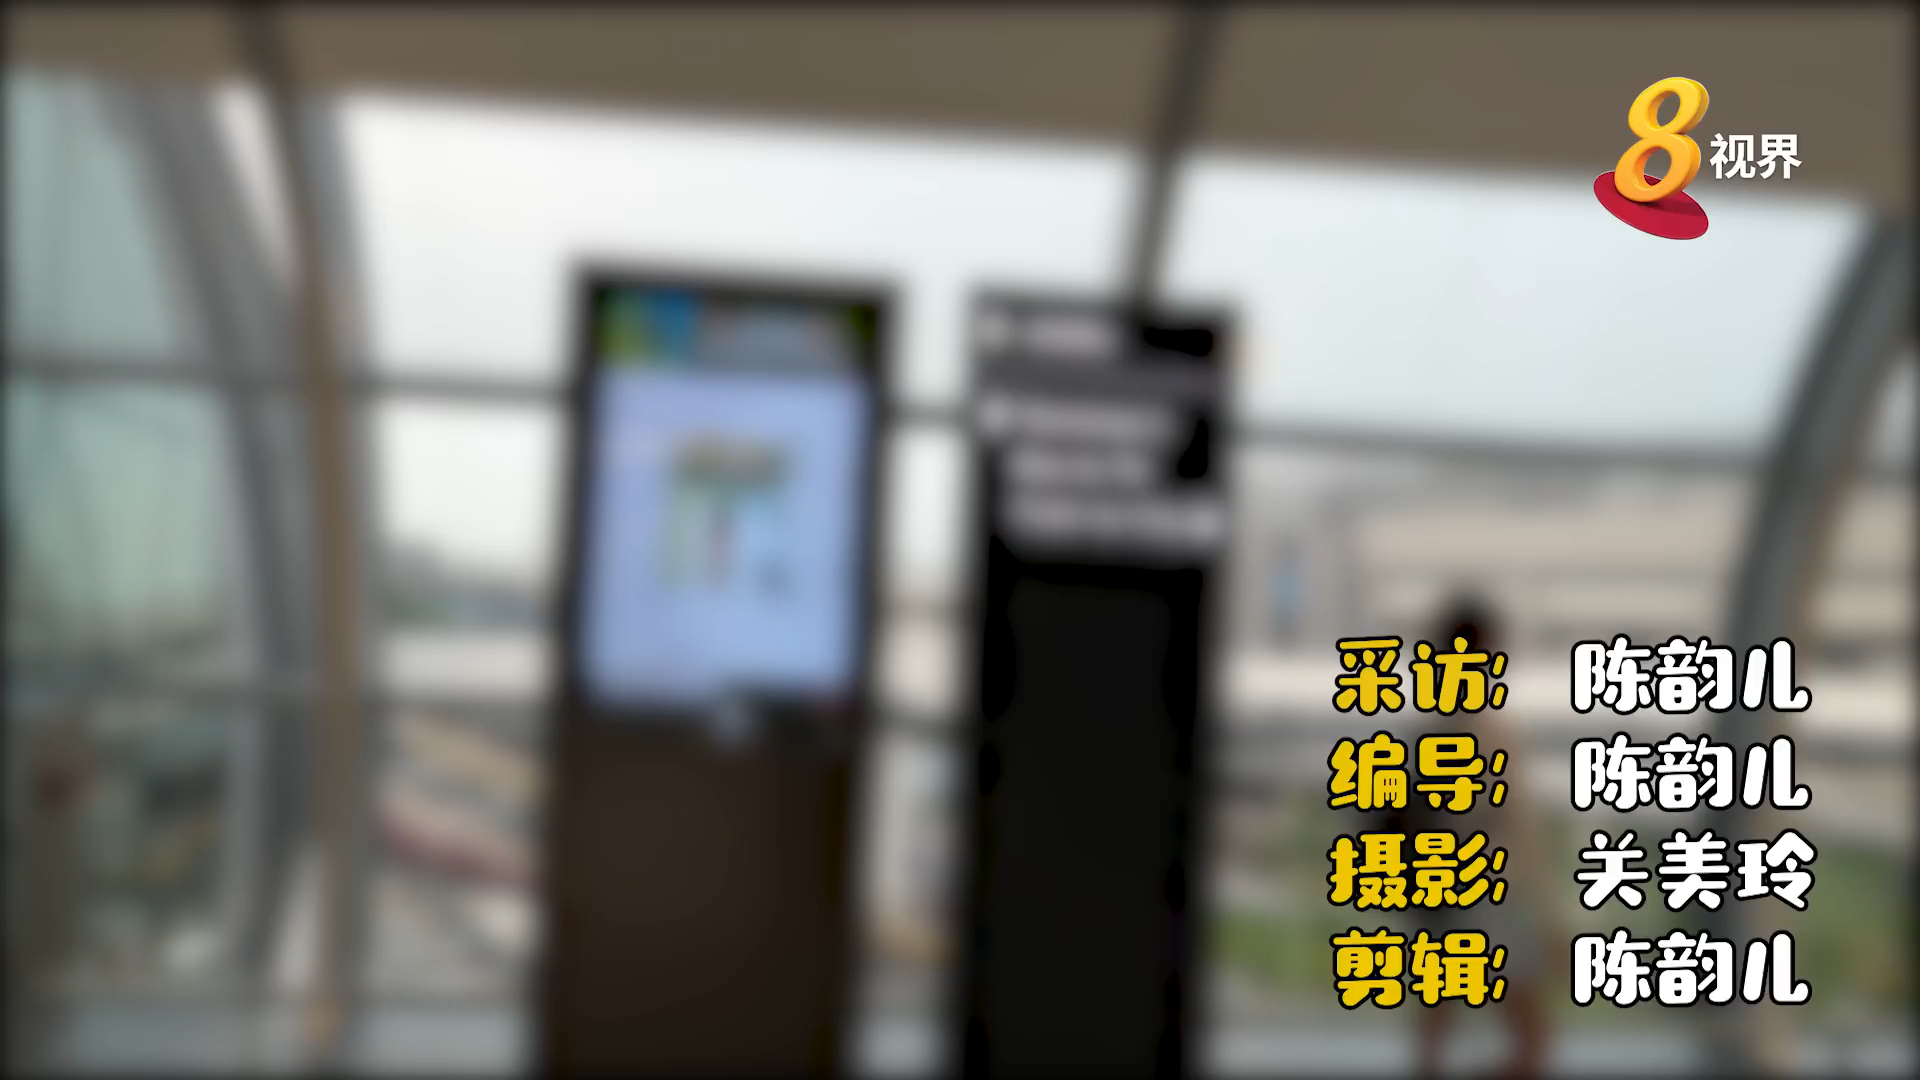 8视界
采访: 陈韵儿
编导: 陈韵儿
摄影: 关美玲
剪辑: 陈韵儿